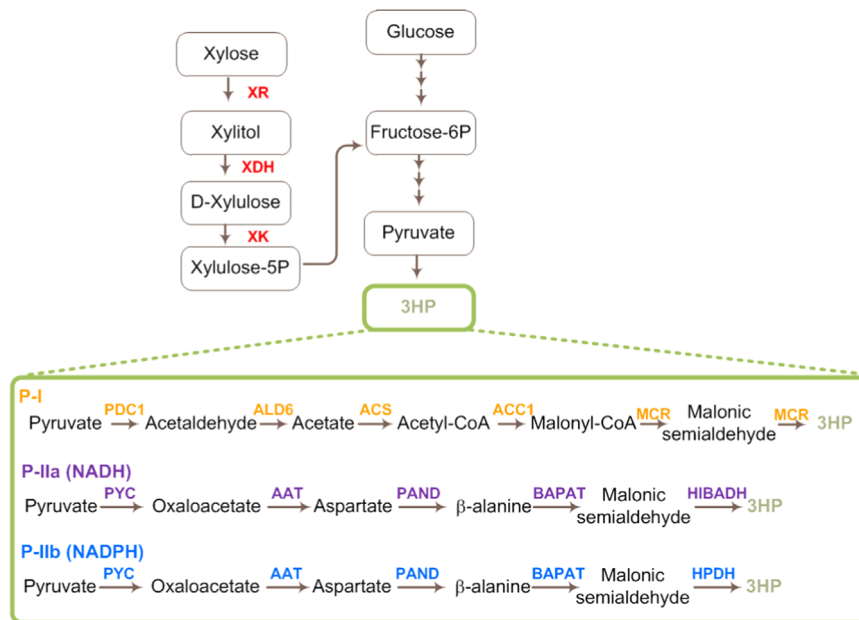 Glucose
Xylose
XR
Xylitol
Fructose-6P
XDH
D-Xylulose
XK
Pyruvate
Xylulose-5P
3HP
P-I
Pyruvate PDC1 Acetaldehyde ALD6 Acetate ACS Acetyl-CoA ACC1 Malonyl-CoA MCR Malonic semialdehyde MCR 3HP
P-IIa (NADH)
Pyruvate PYC Oxaloacetate AAT Aspartate PAND β-alanine BAPAT Malonic semialdehyde HIBADH 3HP
P-IIb (NADPH)
Pyruvate PYC Oxaloacetate AAT Aspartate PAND β-alanine BAPAT Malonic semialdehyde HPDH 3HP